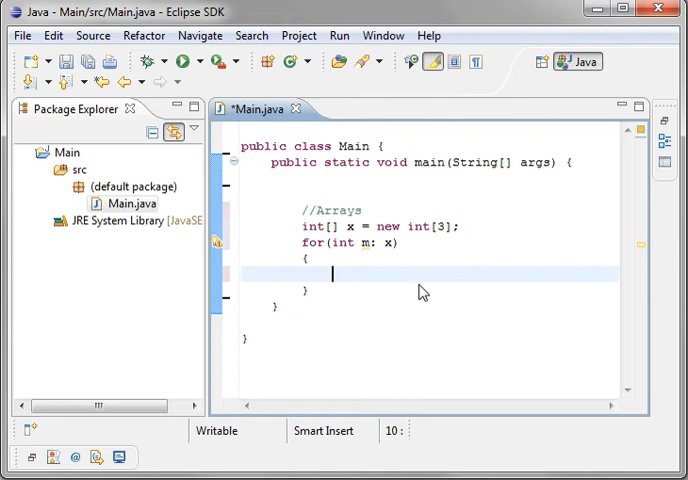 Java - Main/src/Main.java - Eclipse SDK
File Edit Source Refactor Navigate Search Project Run Window Help
Java
Package Explorer
*Main.java
Main
src
(default package)
Main.java
JRE System Library [JavaSE
public class Main {
public static void main(String[] args) {
//Arrays
int[] x = new int[3];
for(int m: x)
{
}
}
}
Writable Smart Insert 10 :